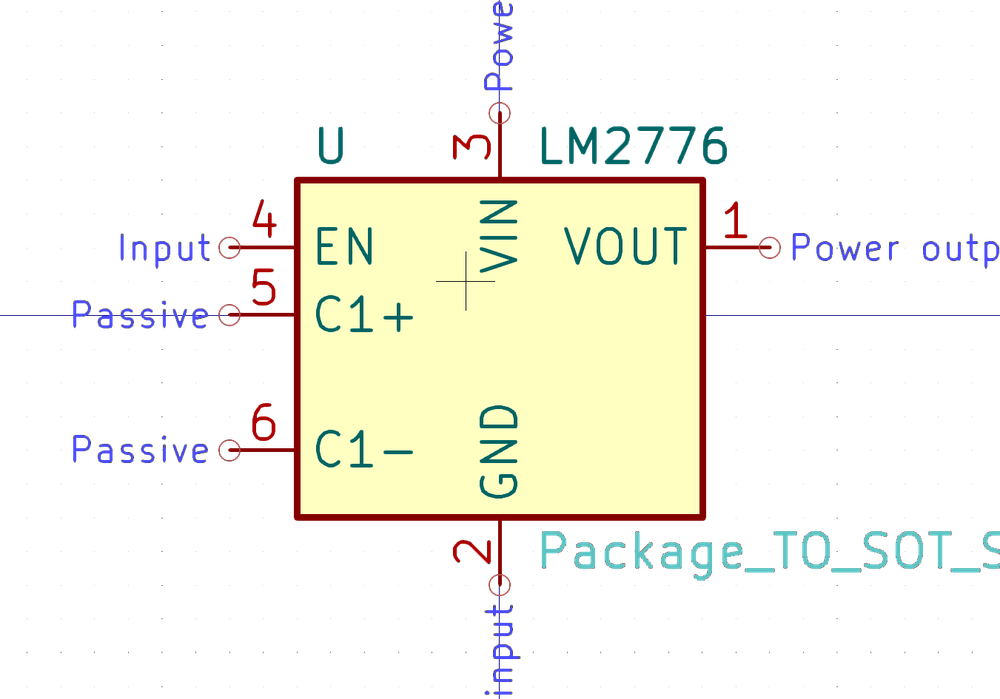 Powe
U
3
LM2776
4
1
Input
EN
VIN
VOUT
Power outp
5
Passive
C1+
6
Passive
C1-
GND
2
Package_TO_SOT_S
input